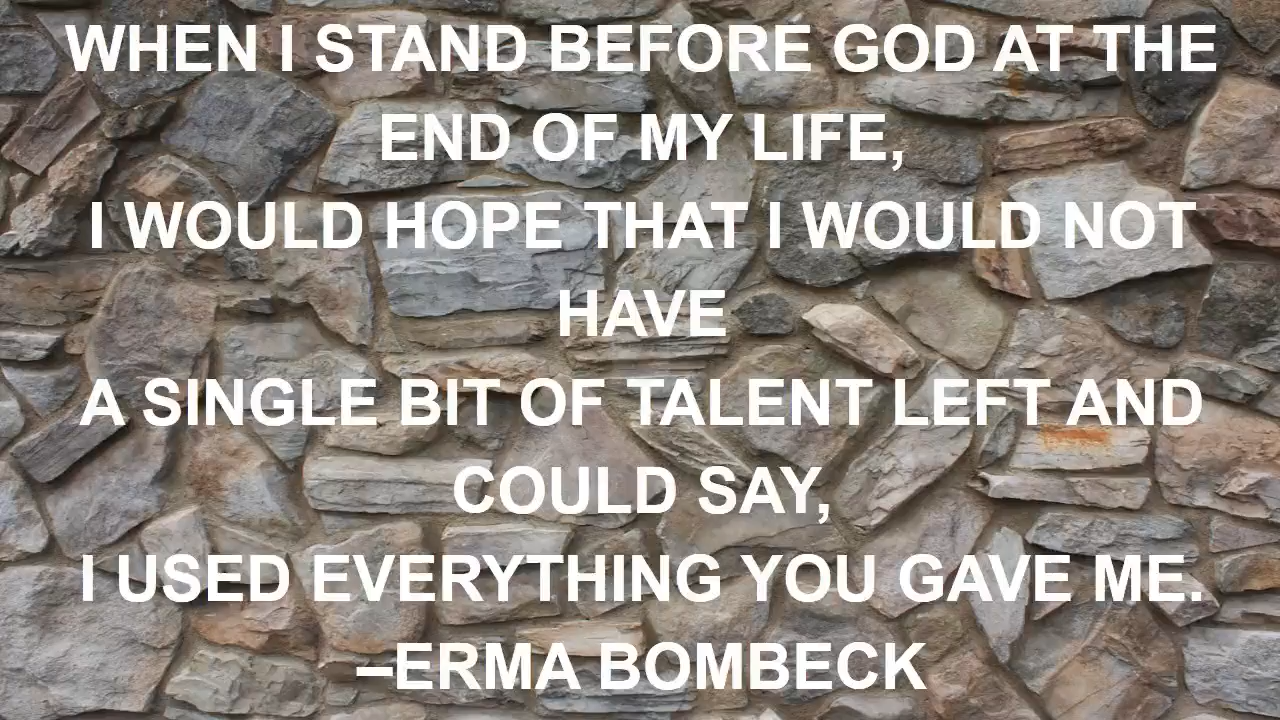 WHEN I STAND BEFORE GOD AT THE
END OF MY LIFE,
I WOULD HOPE THAT I WOULD NOT
HAVE
A SINGLE BIT OF TALENT LEFT AND
COULD SAY,
I USED EVERYTHING YOU GAVE ME.
–ERMA BOMBECK